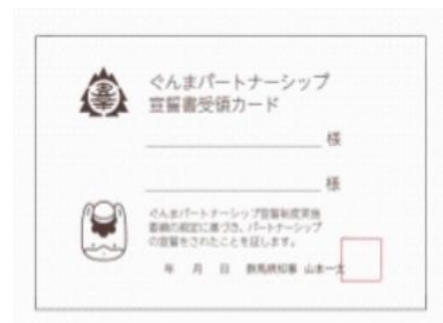 ぐんまパートナーシップ
宣誓書受領カード
様
様
ぐんまパートナーシップ宣誓制度実施
要綱の規定に基づき、パートナーシップ
の宣誓をされたことを証します。
年 月 日 群馬県知事 山本一太